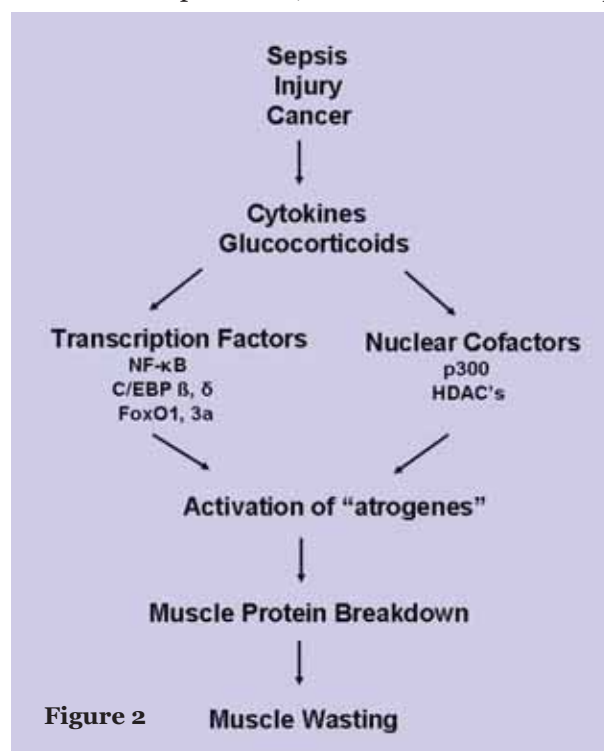 Sepsis
Injury
Cancer
Cytokines
Glucocorticoids
Transcription Factors
NF-κB
C/EBP ß, δ
FoxO1, 3a
Nuclear Cofactors
p300
HDAC's
Activation of “atrogenes”
Muscle Protein Breakdown
Muscle Wasting
Figure 2